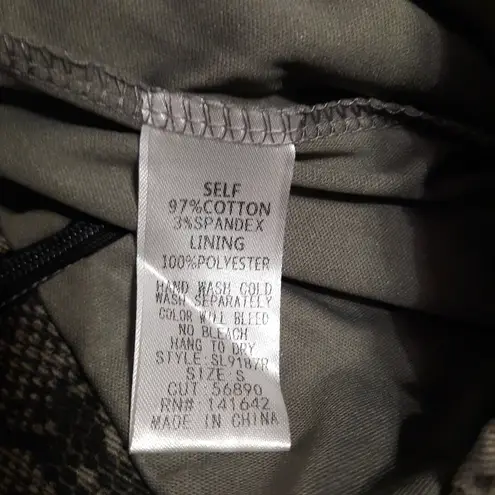 SELF
97%COTTON
3%SPANDEX
LINING
100%POLYESTER
HAND WASH COLD
WASH SEPARATELY
COLOR WILL BLEED
NO BLEACH
HANG TO DRY
STYLE: SL9187R
SIZE: S
CUT: 56890
RN#: 141642
MADE IN CHINA